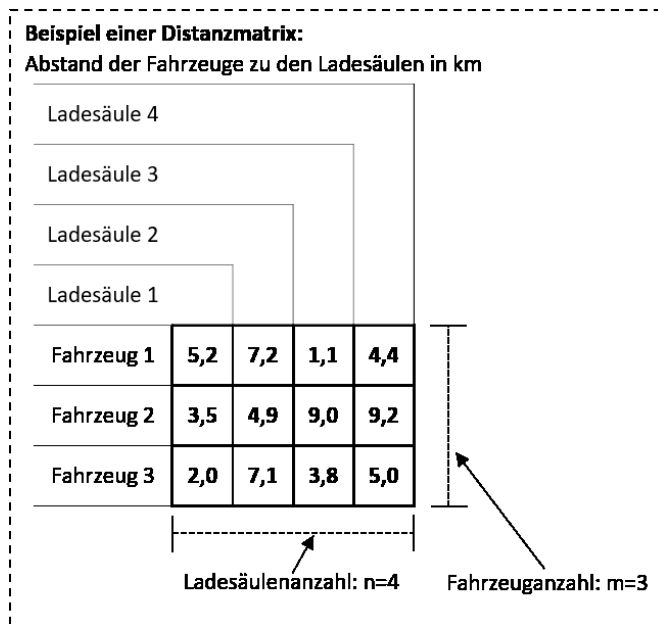 Beispiel einer Distanzmatrix:
Abstand der Fahrzeuge zu den Ladesäulen in km
Ladesäule 4
Ladesäule 3
Ladesäule 2
Ladesäule 1
Fahrzeug 1 5,2 7,2 1,1 4,4
Fahrzeug 2 3,5 4,9 9,0 9,2
Fahrzeug 3 2,0 7,1 3,8 5,0
Ladesäulenanzahl: n=4 Fahrzeuganzahl: m=3